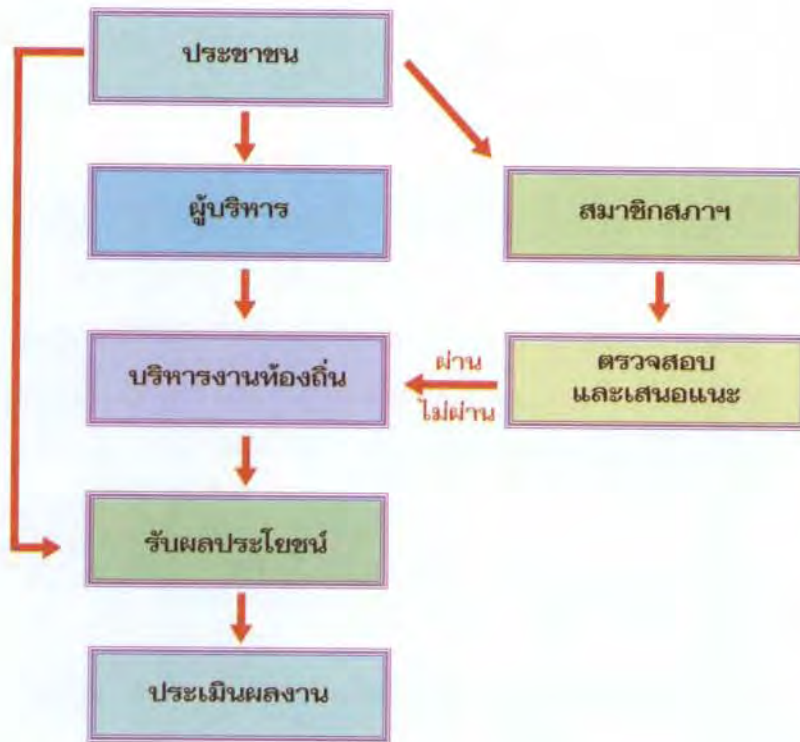 ประชาชน
ผู้บริหาร
สมาชิกสภาฯ
บริหารงานท้องถิ่น
ผ่าน
ไม่ผ่าน
ตรวจสอบ
และเสนอแนะ
รับผลประโยชน์
ประเมินผลงาน